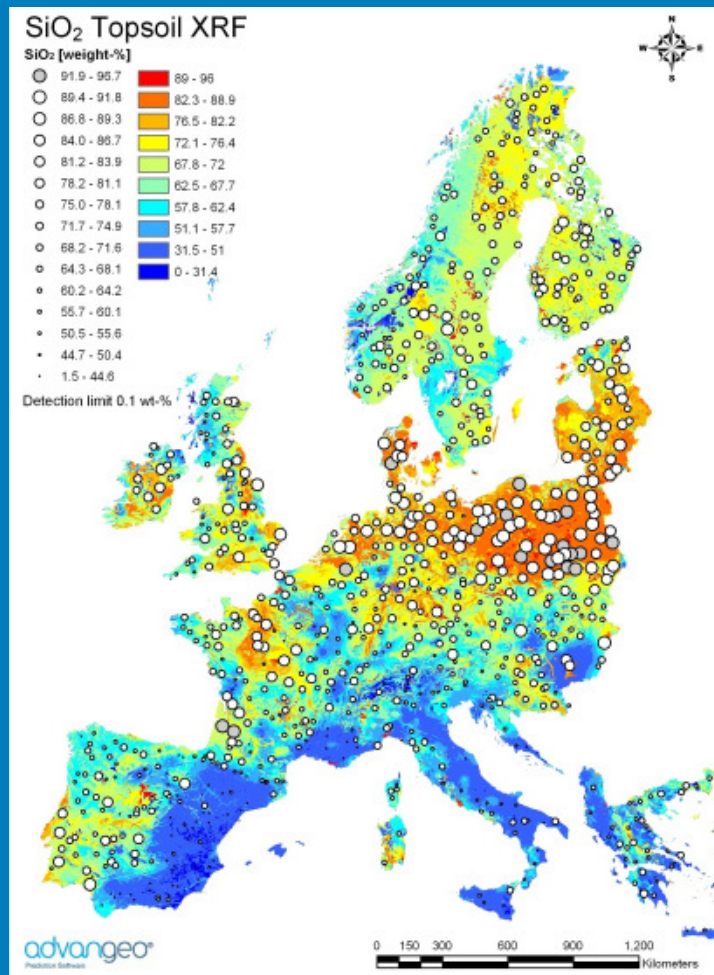 SiO2 Topsoil XRF
SiO2 [weight-%]
91.9 - 96.7
89.4 - 91.8
86.8 - 89.3
84.0 - 86.7
81.2 - 83.9
78.2 - 81.1
75.0 - 78.1
71.7 - 74.9
68.2 - 71.6
64.3 - 68.1
60.2 - 64.2
55.7 - 60.1
50.5 - 55.6
44.7 - 50.4
1.5 - 44.6
Detection limit 0.1 wt-%
89 - 96
82.3 - 88.9
76.5 - 82.2
72.1 - 76.4
67.8 - 72
62.5 - 67.7
57.8 - 62.4
51.1 - 57.7
31.5 - 51
0 - 31.4
N
W E
S
advangeo®
Prediction Software
0 150 300 600 900 1,200
Kilometers